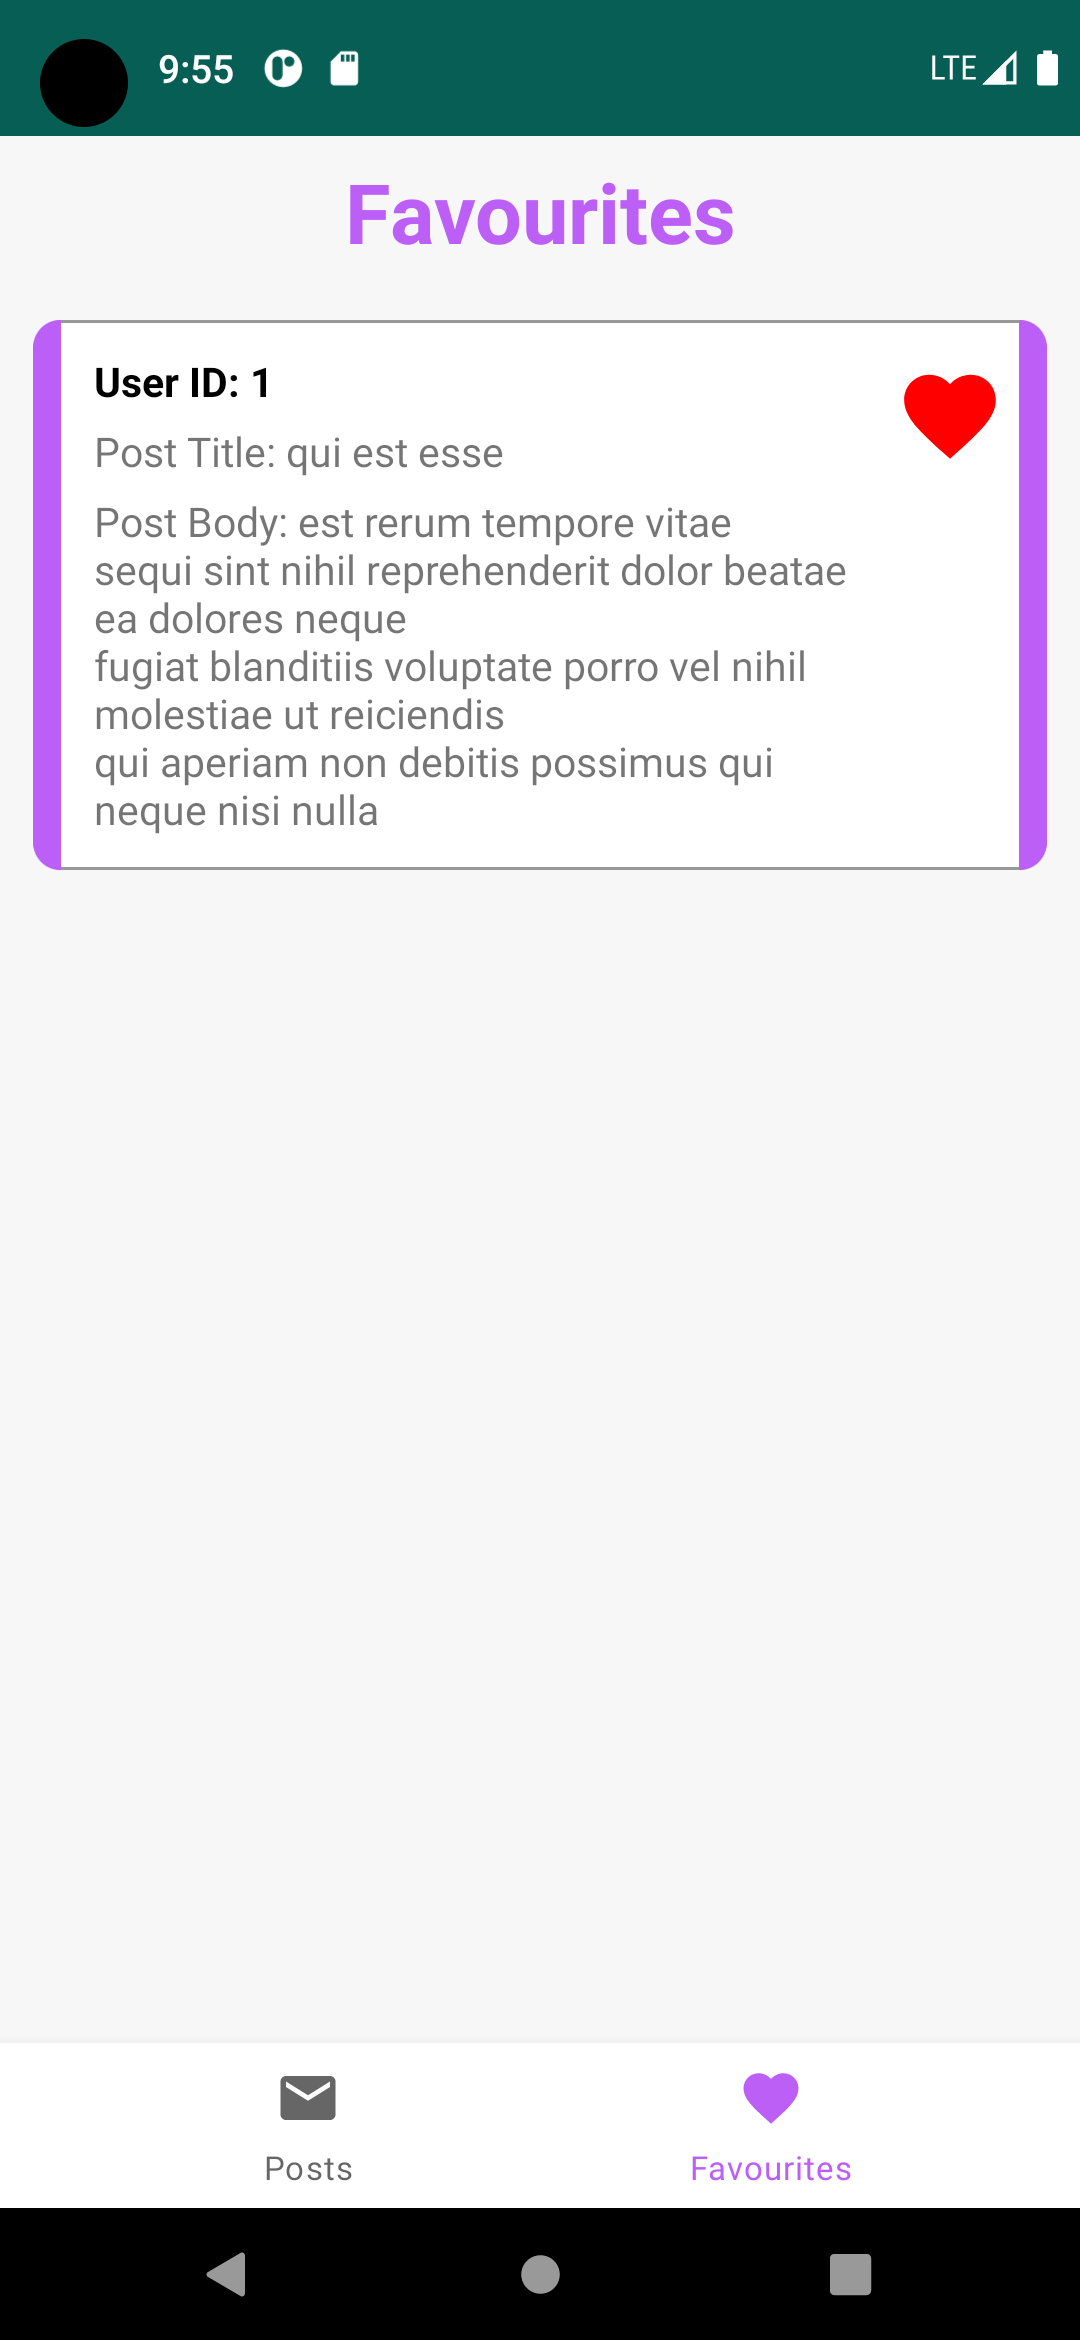 9:55
LTE
Favourites
User ID: 1
Post Title: qui est esse
Post Body: est rerum tempore vitae
sequi sint nihil reprehenderit dolor beatae
ea dolores neque
fugiat blanditiis voluptate porro vel nihil
molestiae ut reiciendis
qui aperiam non debitis possimus qui
neque nisi nulla
Posts
Favourites